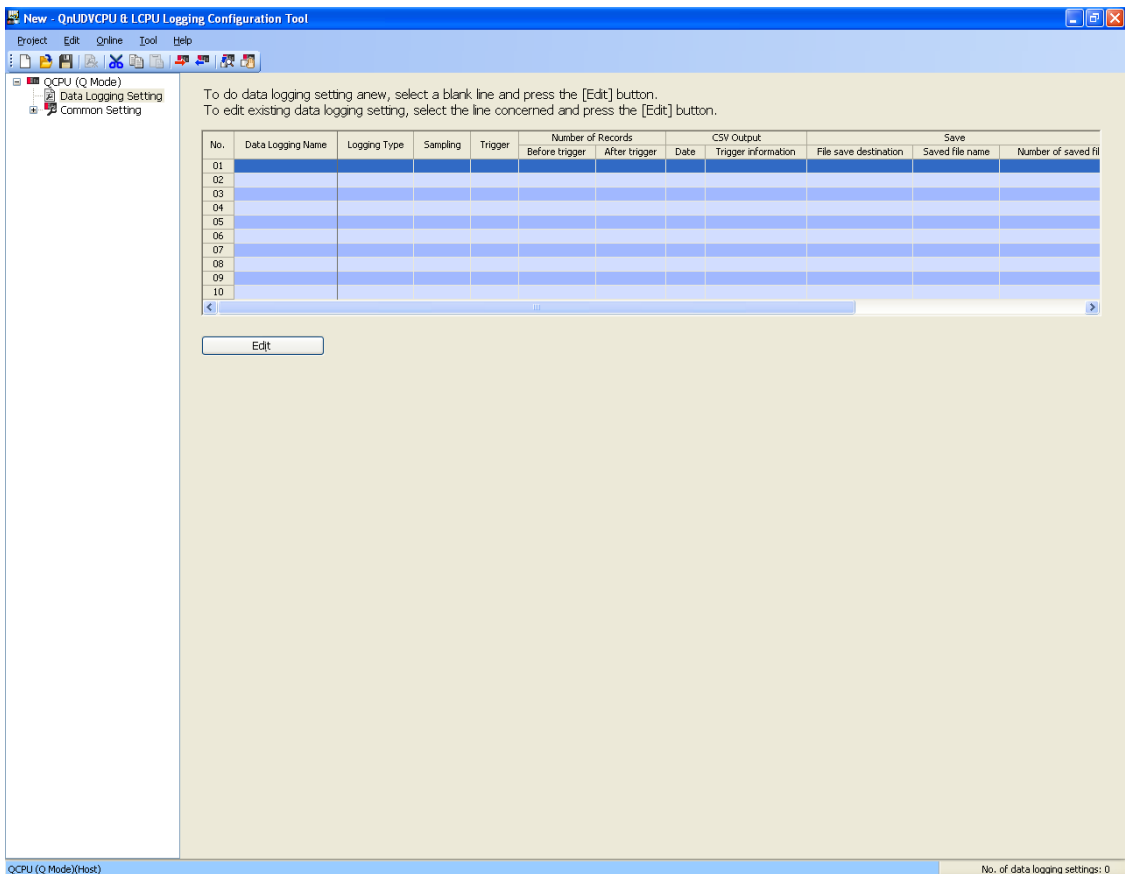 New - QnUDVCPU & LCPU Logging Configuration Tool
Project Edit Online Tool Help
QCPU (Q Mode)
Data Logging Setting
Common Setting
To do data logging setting anew, select a blank line and press the [Edit] button.
To edit existing data logging setting, select the line concerned and press the [Edit] button.
No. Data Logging Name Logging Type Sampling Trigger Number of Records CSV Output Save
Before trigger After trigger Date Trigger information File save destination Saved file name Number of saved fil
01
02
03
04
05
06
07
08
09
10
Edit
QCPU (Q Mode)(Host) No. of data logging settings: 0